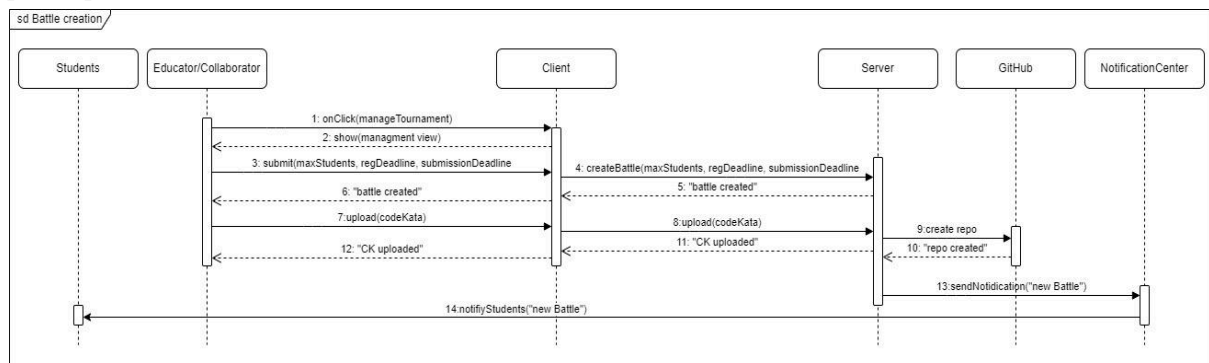 sd Battle creation
Students
Educator/Collaborator
Client
Server
GitHub
NotificationCenter
1: onClick(manageTournament)
2: show(managment view)
3: submit(maxStudents, regDeadline, submissionDeadline
4: createBattle(maxStudents, regDeadline, submissionDeadline
5: "battle created"
6: "battle created"
7:upload(codeKata)
8:upload(codeKata)
9:create repo
10: "repo created"
11: "CK uploaded"
12: "CK uploaded"
13:sendNotidication("new Battle")
14:notifiyStudents("new Battle")